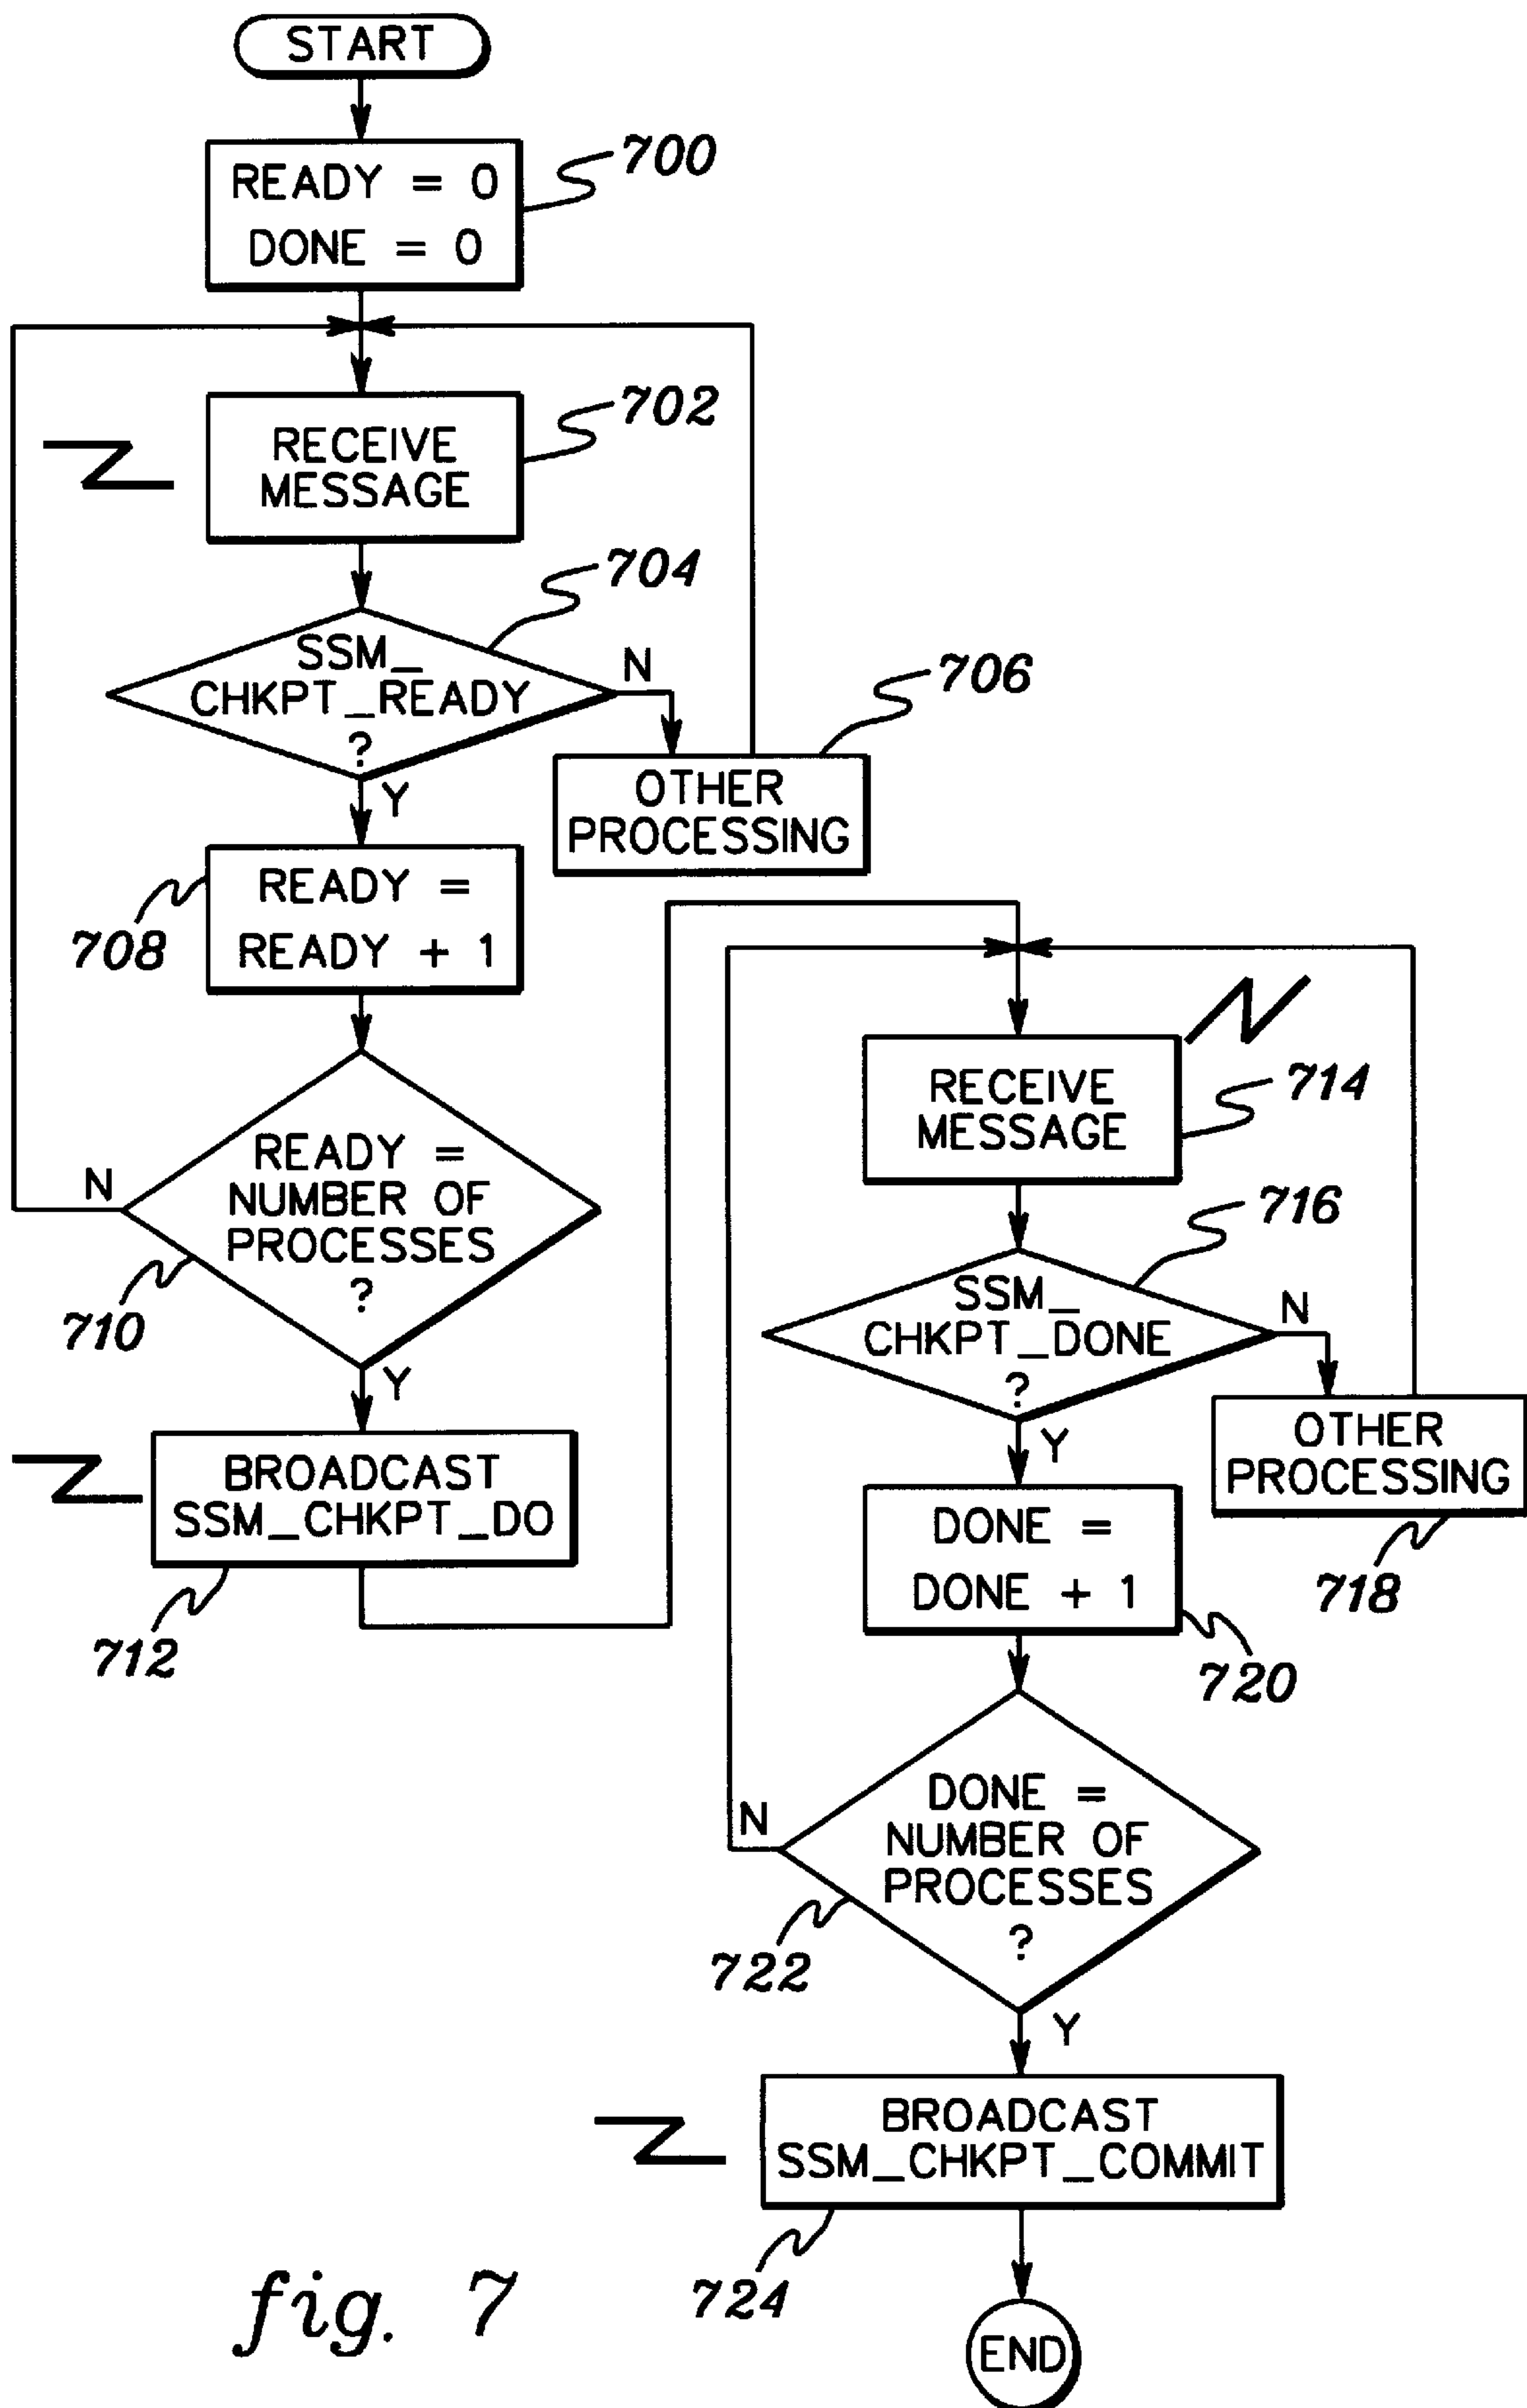 START
700
READY = 0
DONE = 0
702
RECEIVE
MESSAGE
704
SSM_
CHKPT_READY
?
N
706
Y
OTHER
PROCESSING
READY =
READY + 1
708
READY =
NUMBER OF
PROCESSES
?
N
710
Y
BROADCAST
SSM_CHKPT_DO
712
RECEIVE
MESSAGE
714
716
SSM_
CHKPT_DONE
?
N
Y
OTHER
PROCESSING
718
DONE =
DONE + 1
720
DONE =
NUMBER OF
PROCESSES
?
N
722
Y
BROADCAST
SSM_CHKPT_COMMIT
724
END
fig. 7